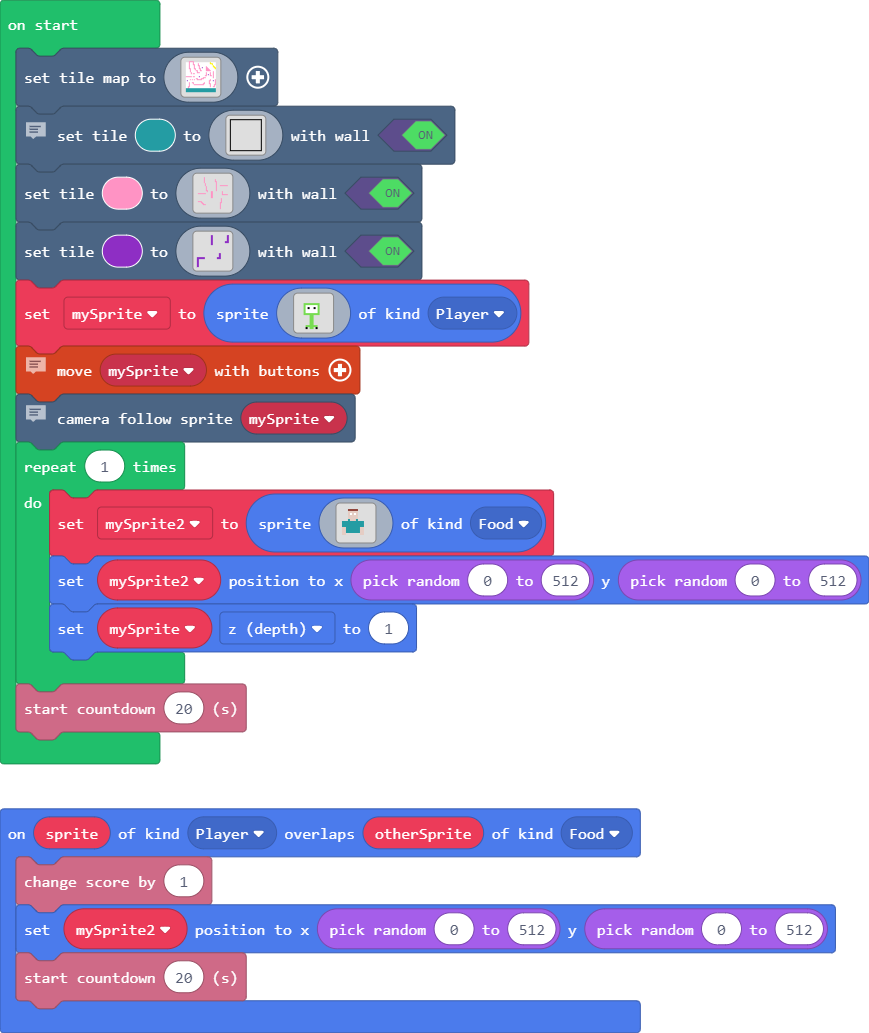 on start
set tile map to
set tile to with wall ON
set tile to with wall ON
set tile to with wall ON
set mySprite to sprite of kind Player
move mySprite with buttons
camera follow sprite mySprite
repeat 1 times
do
set mySprite2 to sprite of kind Food
set mySprite2 position to x pick random 0 to 512 y pick random 0 to 512
set mySprite z (depth) to 1
start countdown 20 (s)
on sprite of kind Player overlaps otherSprite of kind Food
change score by 1
set mySprite2 position to x pick random 0 to 512 y pick random 0 to 512
start countdown 20 (s)